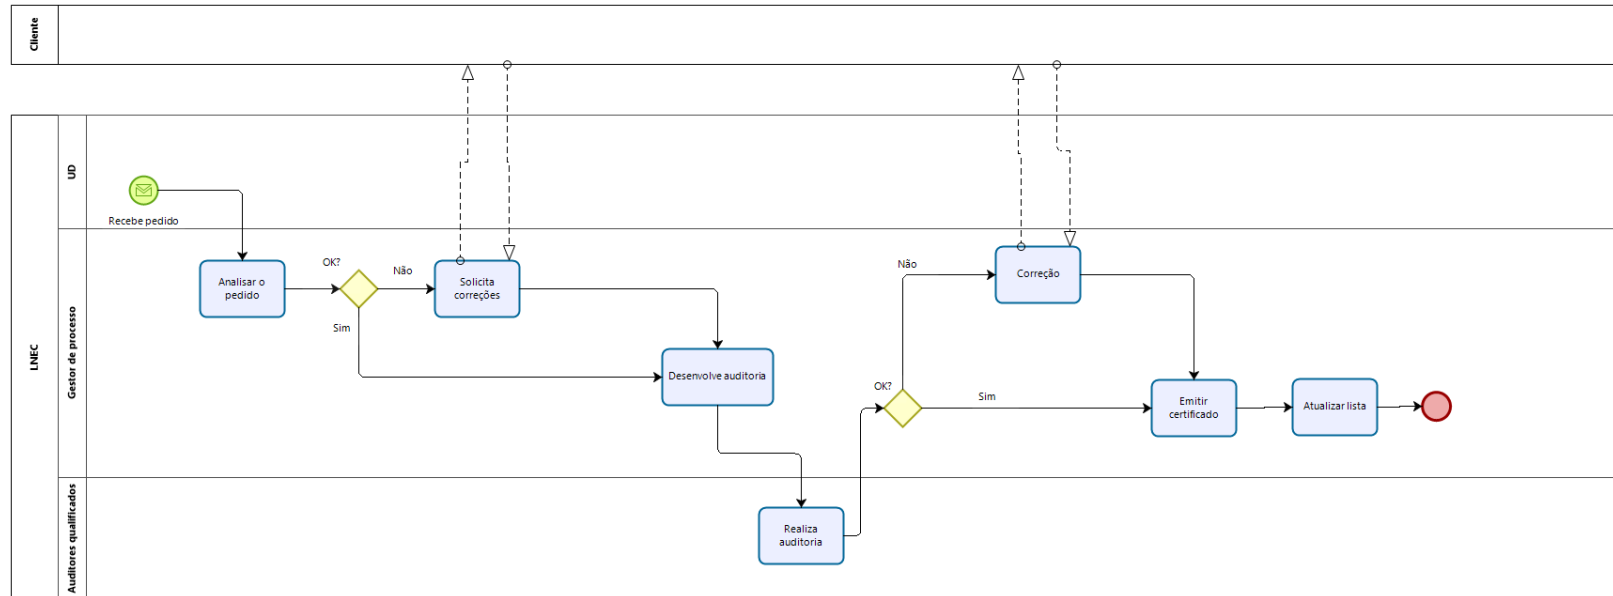 Cliente
LNEC
UD
Recebe pedido
Gestor de processo
Analisar o
pedido
OK?
Não
Sim
Solicita
correções
Desenvolve auditoria
OK?
Não
Sim
Correção
Emitir
certificado
Atualizar lista
Auditores qualificados
Realiza
auditoria